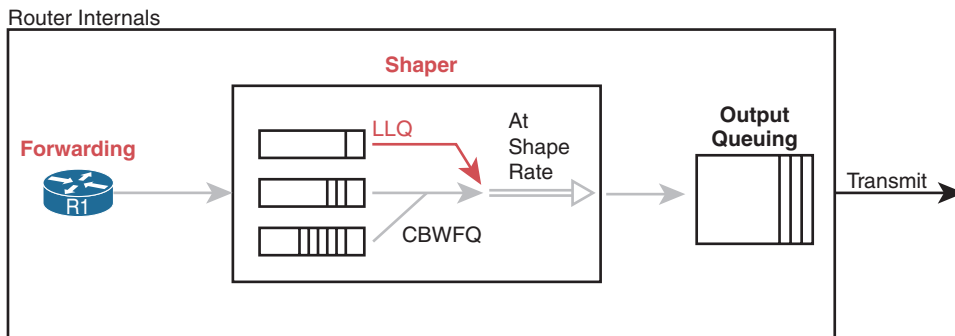 Router Internals
Shaper
Forwarding
R1
LLQ
CBWFQ
At
Shape
Rate
Output
Queuing
Transmit